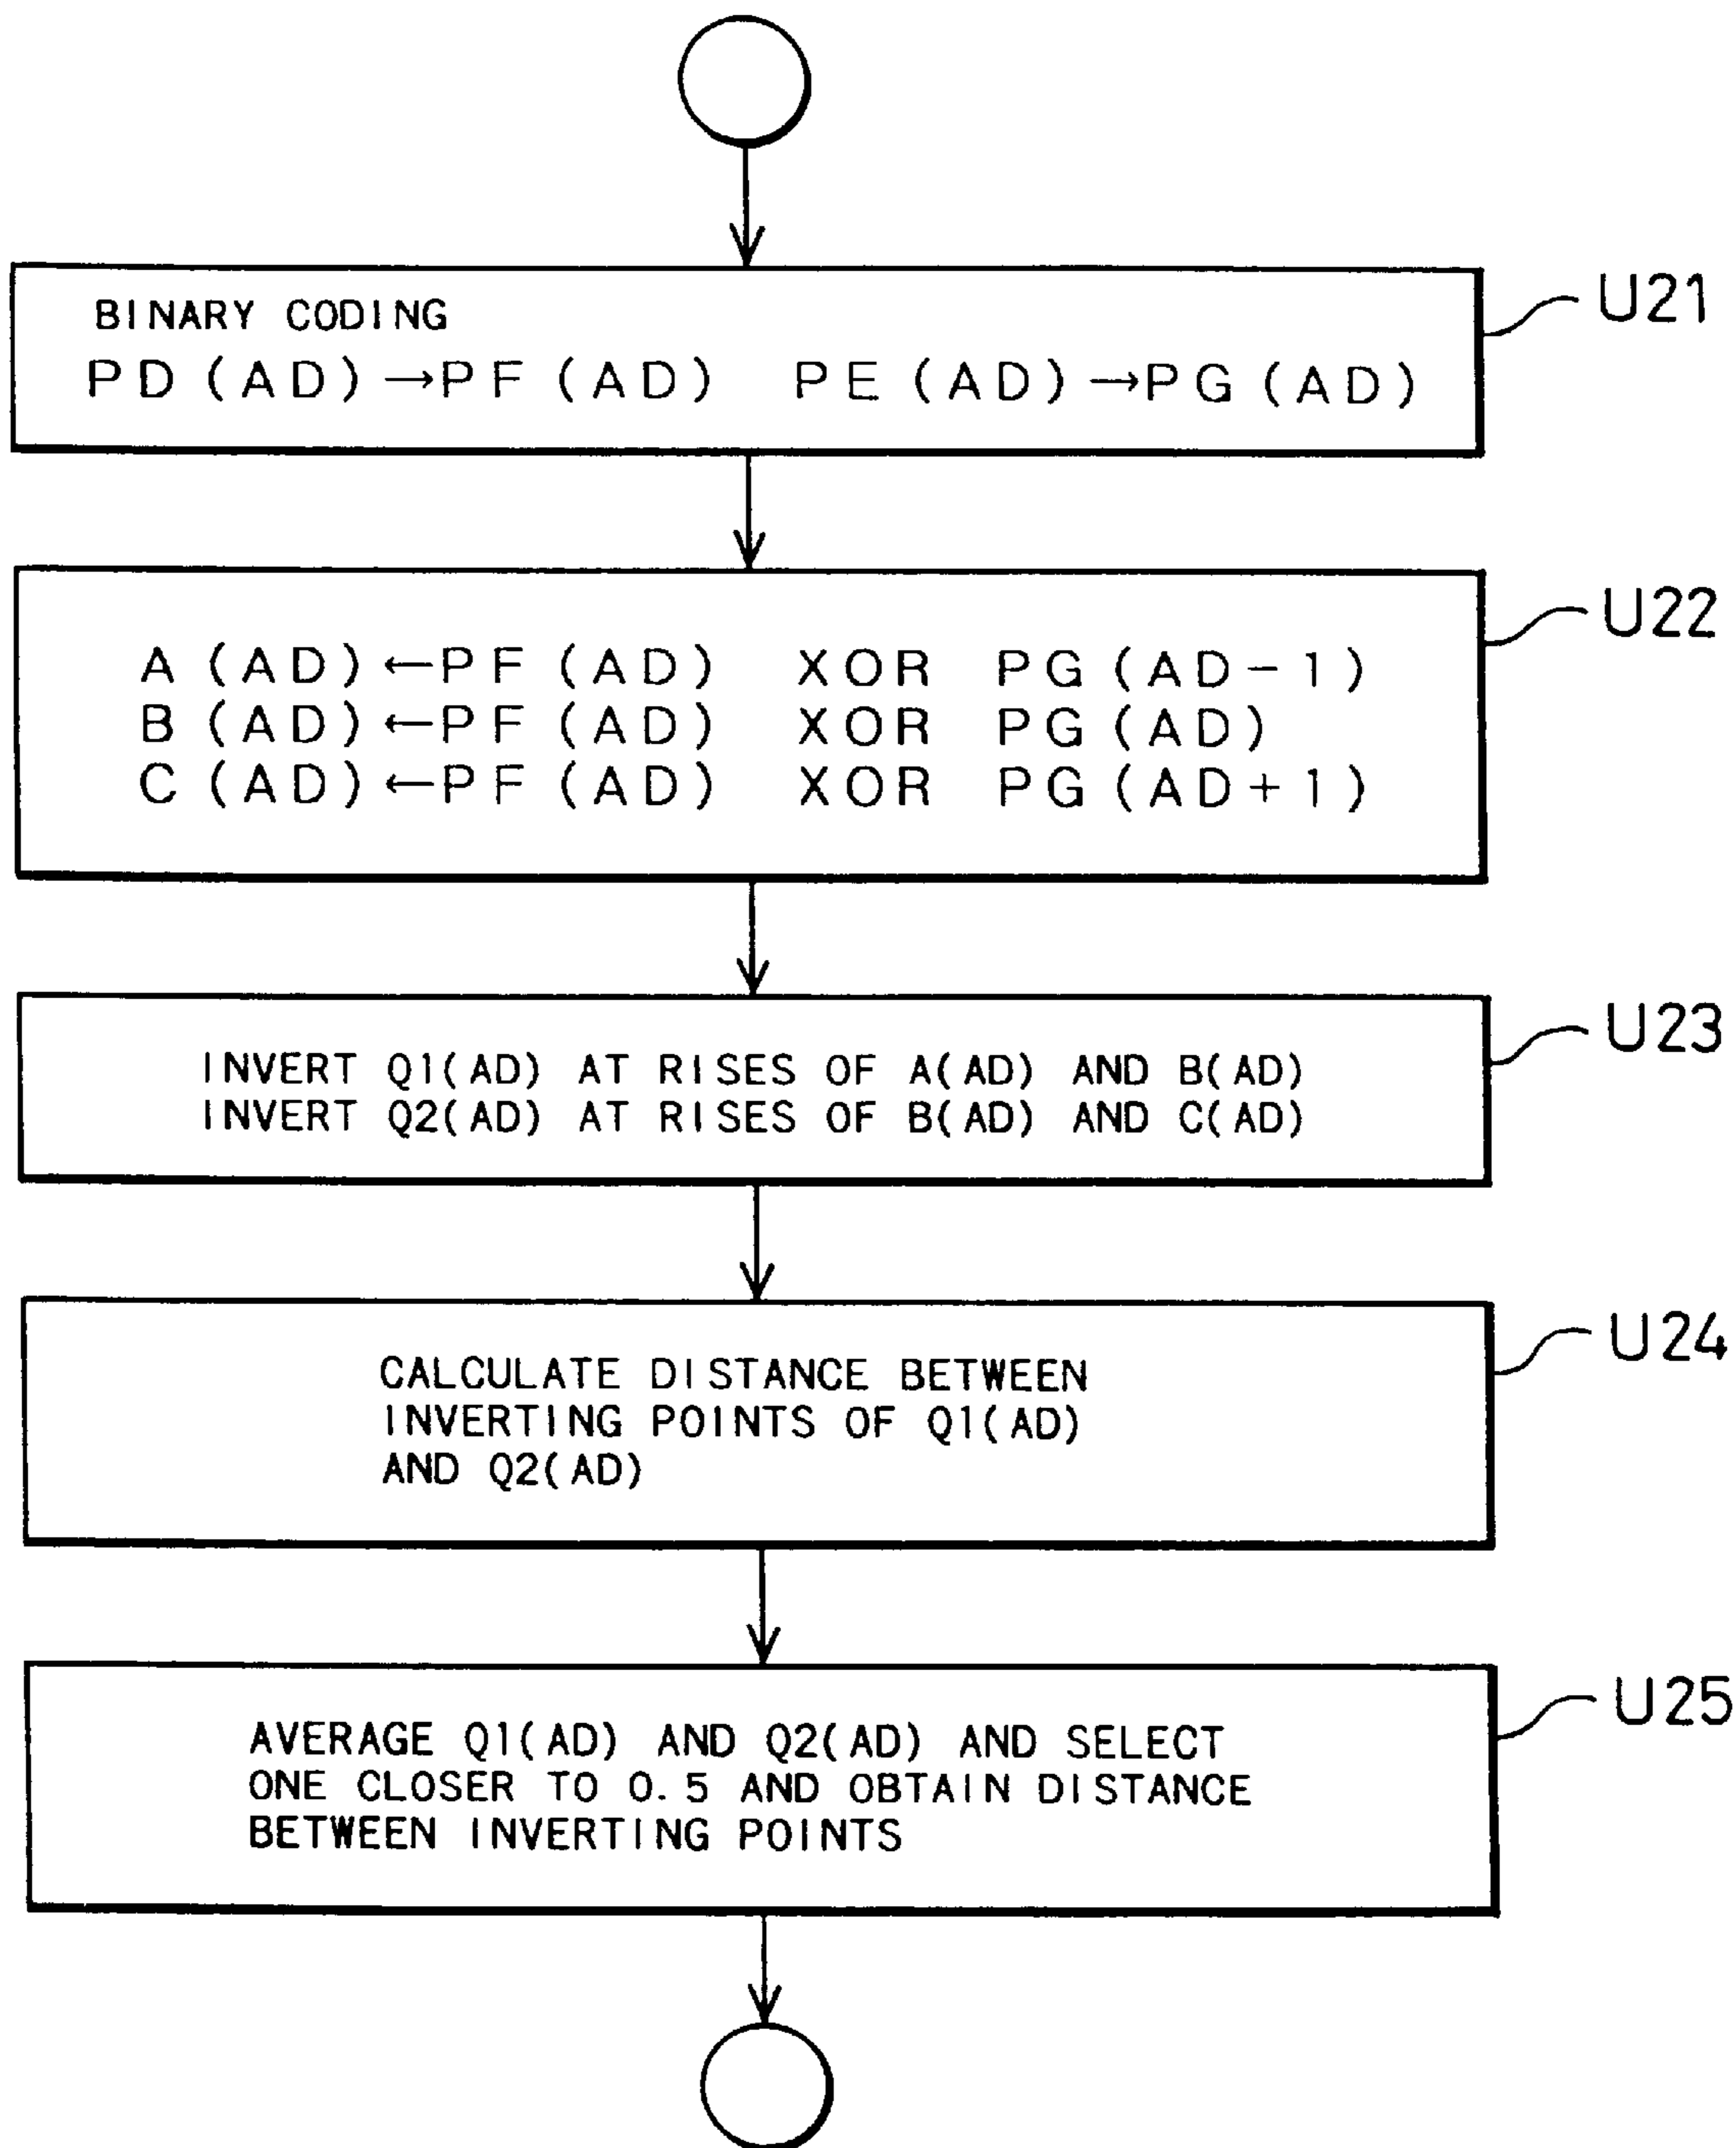 BINARY CODING
PD(AD)→PF(AD) PE(AD)→PG(AD)
U21
A(AD)←PF(AD) XOR PG(AD-1)
B(AD)←PF(AD) XOR PG(AD)
C(AD)←PF(AD) XOR PG(AD+1)
U22
INVERT Q1(AD) AT RISES OF A(AD) AND B(AD)
INVERT Q2(AD) AT RISES OF B(AD) AND C(AD)
U23
CALCULATE DISTANCE BETWEEN
INVERTING POINTS OF Q1(AD)
AND Q2(AD)
U24
AVERAGE Q1(AD) AND Q2(AD) AND SELECT
ONE CLOSER TO 0.5 AND OBTAIN DISTANCE
BETWEEN INVERTING POINTS
U25